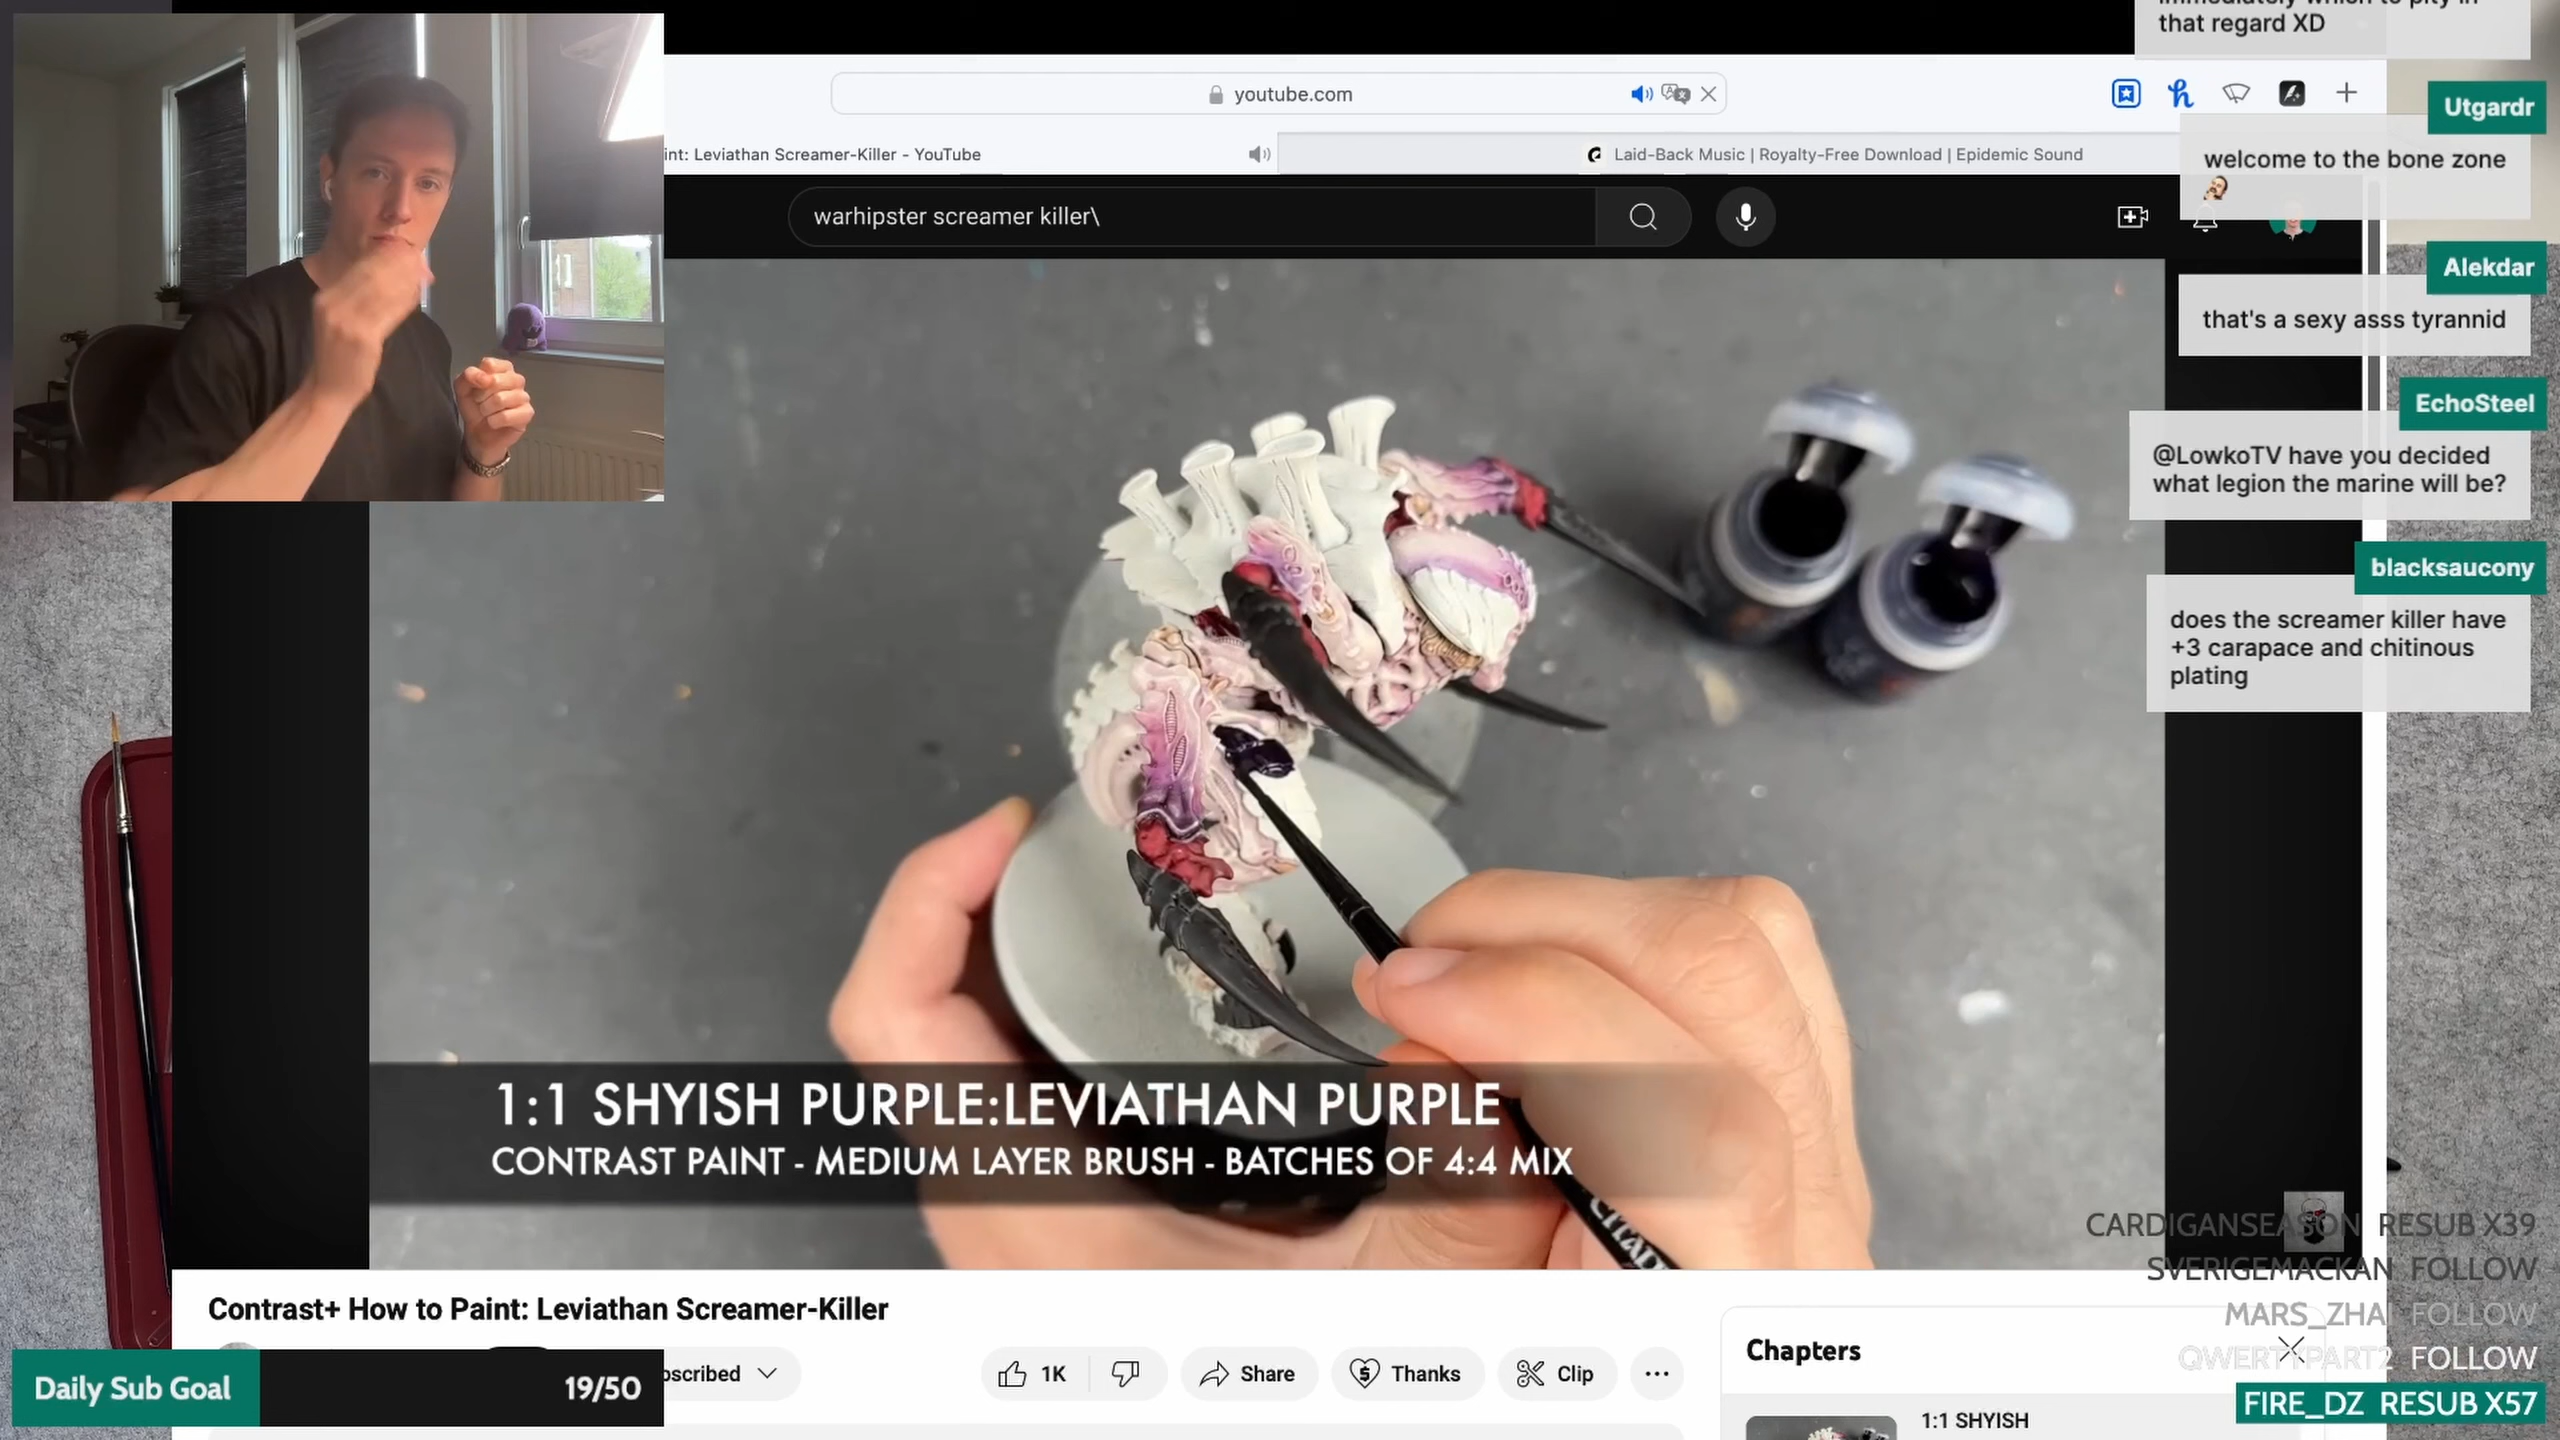 that regard XD
youtube.com
int: Leviathan Screamer-Killer - YouTube
Laid-Back Music | Royalty-Free Download | Epidemic Sound
warhipster screamer killer\
Utgardr
welcome to the bone zone
Alekdar
that's a sexy asss tyrannid
EchoSteel
@LowkoTV have you decided
what legion the marine will be?
blacksaucony
does the screamer killer have
+3 carapace and chitinous
plating
1:1 SHYISH PURPLE:LEVIATHAN PURPLE
CONTRAST PAINT - MEDIUM LAYER BRUSH - BATCHES OF 4:4 MIX
CITAD
Contrast+ How to Paint: Leviathan Screamer-Killer
bscribed
1K
Share
Thanks
Clip
Chapters
1:1 SHYISH
Daily Sub Goal
19/50
CARDIGANSEASON RESUB X39
SVERIGEMACKAN FOLLOW
MARS_ZHAI FOLLOW
QWERTYPART2 FOLLOW
FIRE_DZ RESUB X57